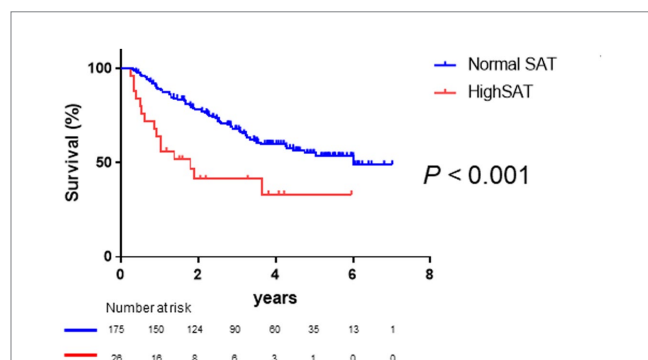 100
50
0
Survival (%)
0 2 4 6 8
years
Normal SAT
HighSAT
P < 0.001
Number at risk
175 150 124 90 60 35 13 1
26 16 8 6 3 1 0 0